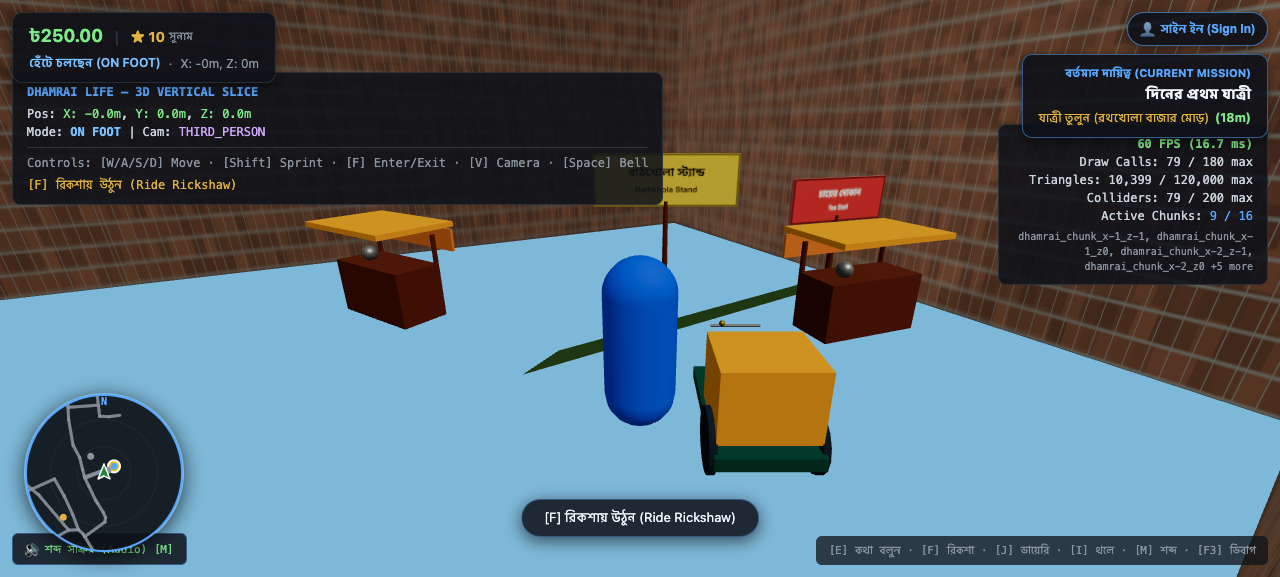 ৳250.00 | ⭐ 10 সুনাম
হেঁটে চলছেন (ON FOOT) · X: -0m, Z: 0m
DHAMRAI LIFE — 3D VERTICAL SLICE
Pos: X: -0.0m, Y: 0.0m, Z: 0.0m
Mode: ON FOOT | Cam: THIRD_PERSON
Controls: [W/A/S/D] Move · [Shift] Sprint · [F] Enter/Exit · [V] Camera · [Space] Bell
[F] রিকশায় উঠুন (Ride Rickshaw)
👤 সাইন ইন (Sign In)
বর্তমান দায়িত্ব (CURRENT MISSION)
দিনের প্রথম যাত্রী
যাত্রী তুলুন (রথখোলা বাজার মোড়) (18m)
60 FPS (16.7 ms)
Draw Calls: 79 / 180 max
Triangles: 10,399 / 120,000 max
Colliders: 79 / 200 max
Active Chunks: 9 / 16
dhamrai_chunk_x-1_z-1, dhamrai_chunk_x-
1_z0, dhamrai_chunk_x-2_z-1,
dhamrai_chunk_x-2_z0 +5 more
স্ট্যান্ড
Stand
চায়ের দোকান
Tea Stall
N
[F] রিকশায় উঠুন (Ride Rickshaw)
🔊 শব্দ (Audio) [M]
[E] কথা বলুন · [F] রিকশা · [J] ডায়েরি · [I] থলে · [M] শব্দ · [F3] ডিবাগ